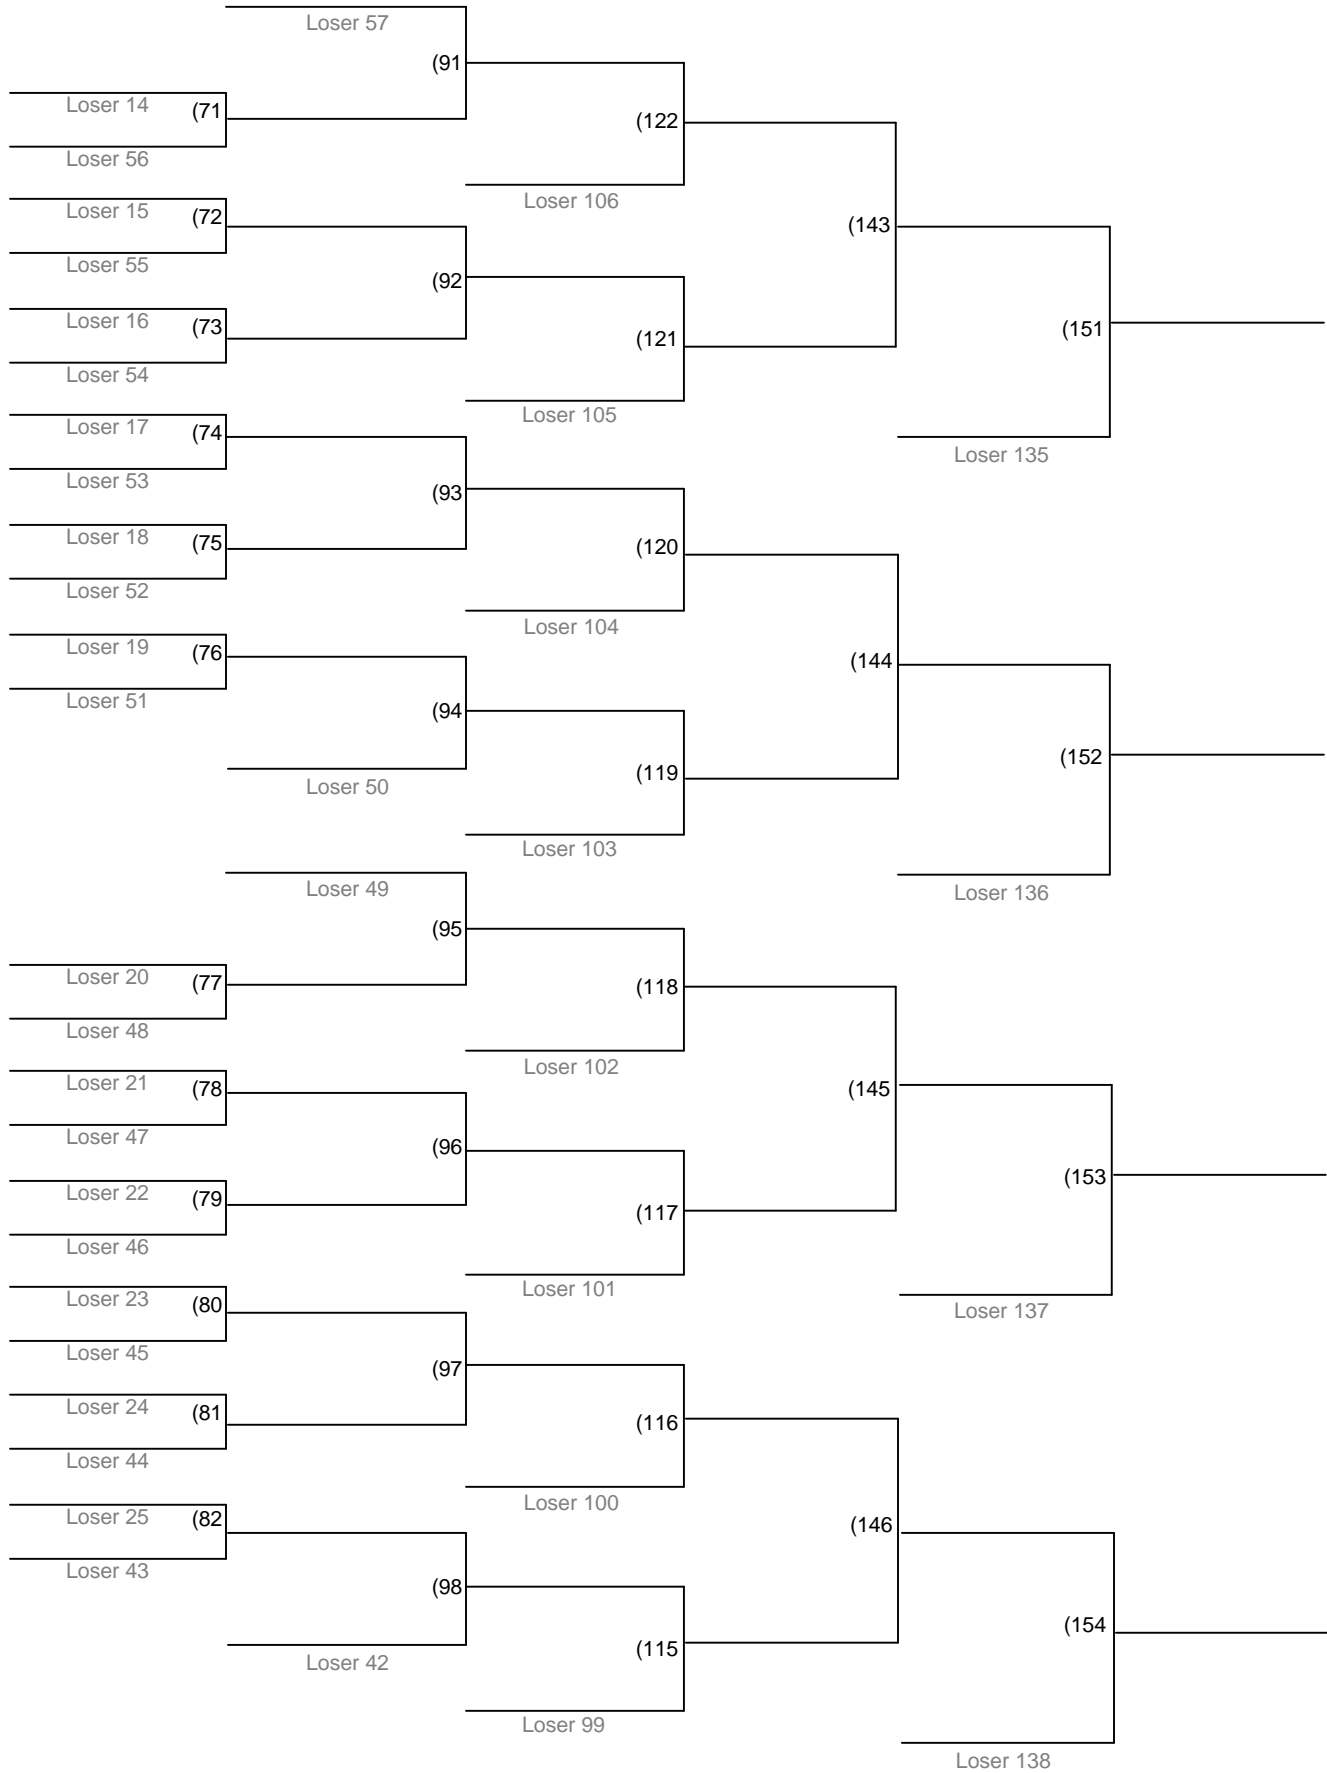 Loser 57
(91
Loser 14
(71
(122
Loser 56
Loser 106
Loser 15
(72
(143
Loser 55
(92
Loser 16
(73
(151
(121
Loser 54
Loser 105
Loser 17
(74
Loser 135
Loser 53
(93
Loser 18
(75
(120
Loser 52
Loser 104
Loser 19
(76
(144
Loser 51
(94
(152
(119
Loser 50
Loser 103
Loser 49
Loser 136
(95
Loser 20
(77
(118
Loser 48
Loser 102
Loser 21
(78
(145
Loser 47
(96
(153
Loser 22
(79
(117
Loser 46
Loser 101
Loser 23
(80
Loser 137
Loser 45
(97
Loser 24
(81
(116
Loser 44
Loser 100
Loser 25
(82
(146
Loser 43
(98
(154
(115
Loser 42
Loser 99
Loser 138